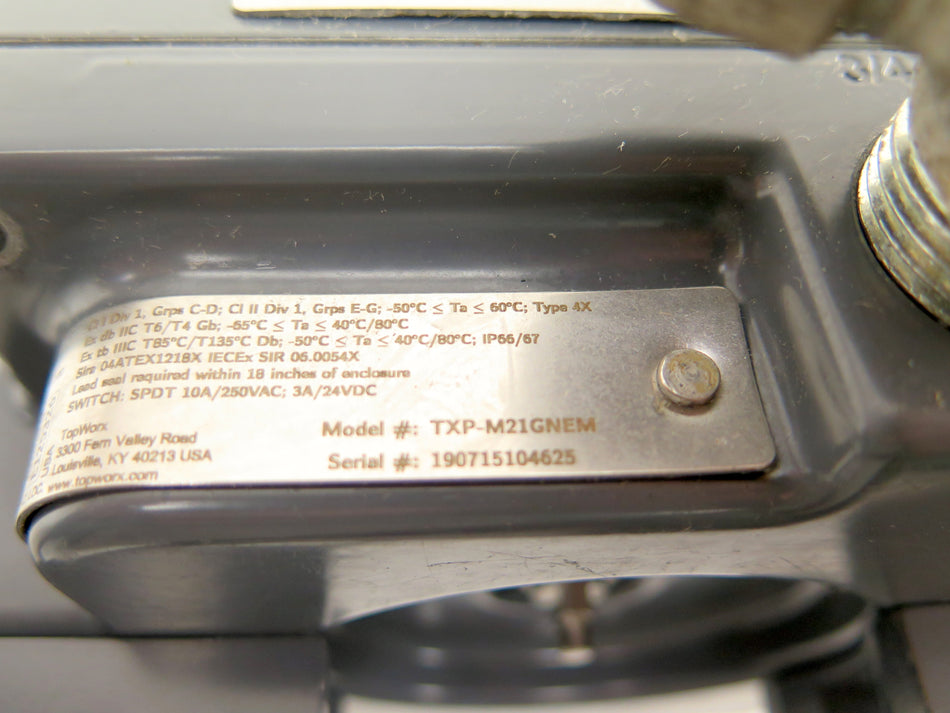 Cl I Div 1, Grps C-D; Cl II Div 1, Grps E-G; -50°C ≤ Ta ≤ 60°C; Type 4X
Ex db IIC T6/T4 Gb; -55°C ≤ Ta ≤ 40°C/80°C
Ex tb IIIC T85°C/T135°C Db; -50°C ≤ Ta ≤ 40°C/80°C; IP66/67
Sira 04ATEX1218X IECEx SIR 06.0054X
Lead seal required within 18 inches of enclosure
SWITCH: SPDT 10A/250VAC; 3A/24VDC
TopWorx
3300 Fern Valley Road
Louisville, KY 40213 USA
www.topworx.com
Model #: TXP-M21GNEM
Serial #: 190715104625